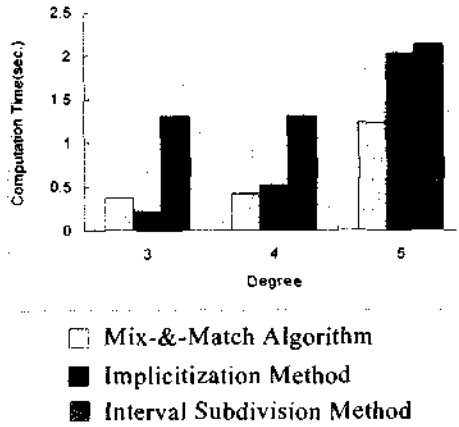 2.5
2
1.5
1
0.5
0
Computation Time(sec.)
3 4 5
Degree
Mix-&-Match Algorithm
Implicitization Method
Interval Subdivision Method